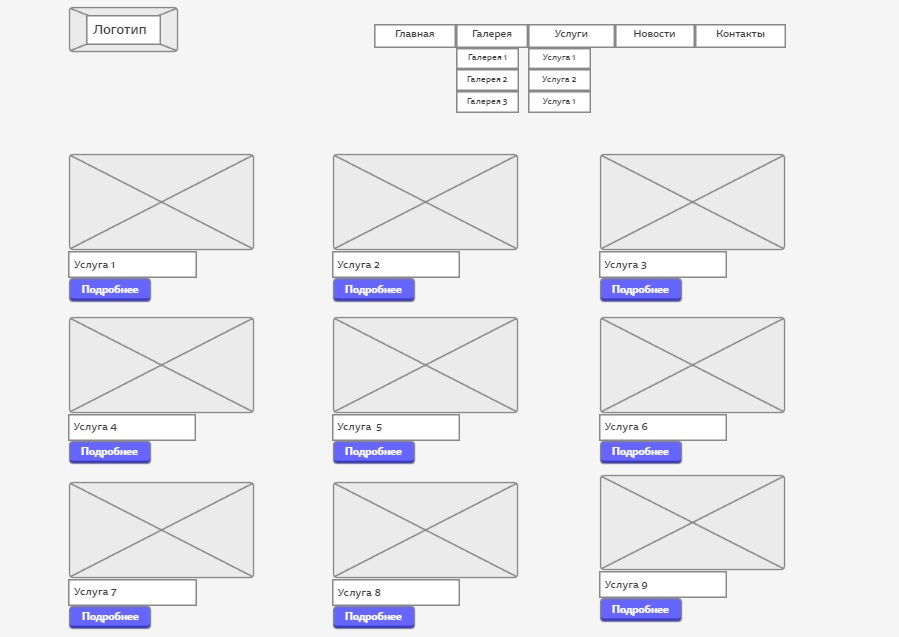 Логотип
Главная Галерея Услуги Новости Контакты
Галерея 1 Услуга 1
Галерея 2 Услуга 2
Галерея 3 Услуга 1
Услуга 1 Услуга 2 Услуга 3
Подробнее Подробнее Подробнее
Услуга 4 Услуга 5 Услуга 6
Подробнее Подробнее Подробнее
Услуга 7 Услуга 8 Услуга 9
Подробнее Подробнее Подробнее